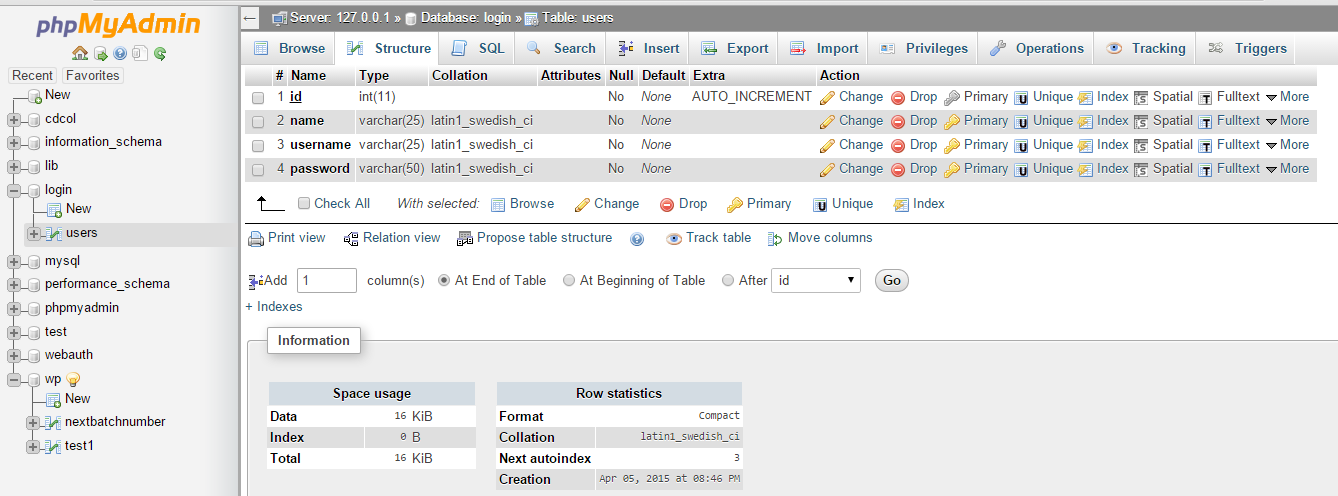 phpMyAdmin
Recent Favorites
New
cdcol
information_schema
lib
login
New
users
mysql
performance_schema
phpmyadmin
test
webauth
wp
New
nextbatchnumber
test1
Server: 127.0.0.1 » Database: login » Table: users
Browse Structure SQL Search Insert Export Import Privileges Operations Tracking Triggers
# Name Type Collation Attributes Null Default Extra Action
1 id int(11) No None AUTO_INCREMENT Change Drop Primary Unique Index Spatial Fulltext More
2 name varchar(25) latin1_swedish_ci No None Change Drop Primary Unique Index Spatial Fulltext More
3 username varchar(25) latin1_swedish_ci No None Change Drop Primary Unique Index Spatial Fulltext More
4 password varchar(50) latin1_swedish_ci No None Change Drop Primary Unique Index Spatial Fulltext More
Check All With selected: Browse Change Drop Primary Unique Index
Print view Relation view Propose table structure Track table Move columns
Add 1 column(s) At End of Table At Beginning of Table After id Go
+ Indexes
Information
Space usage
Data 16 KiB
Index 0 B
Total 16 KiB
Row statistics
Format Compact
Collation latin1_swedish_ci
Next autoindex 3
Creation Apr 05, 2015 at 08:46 PM